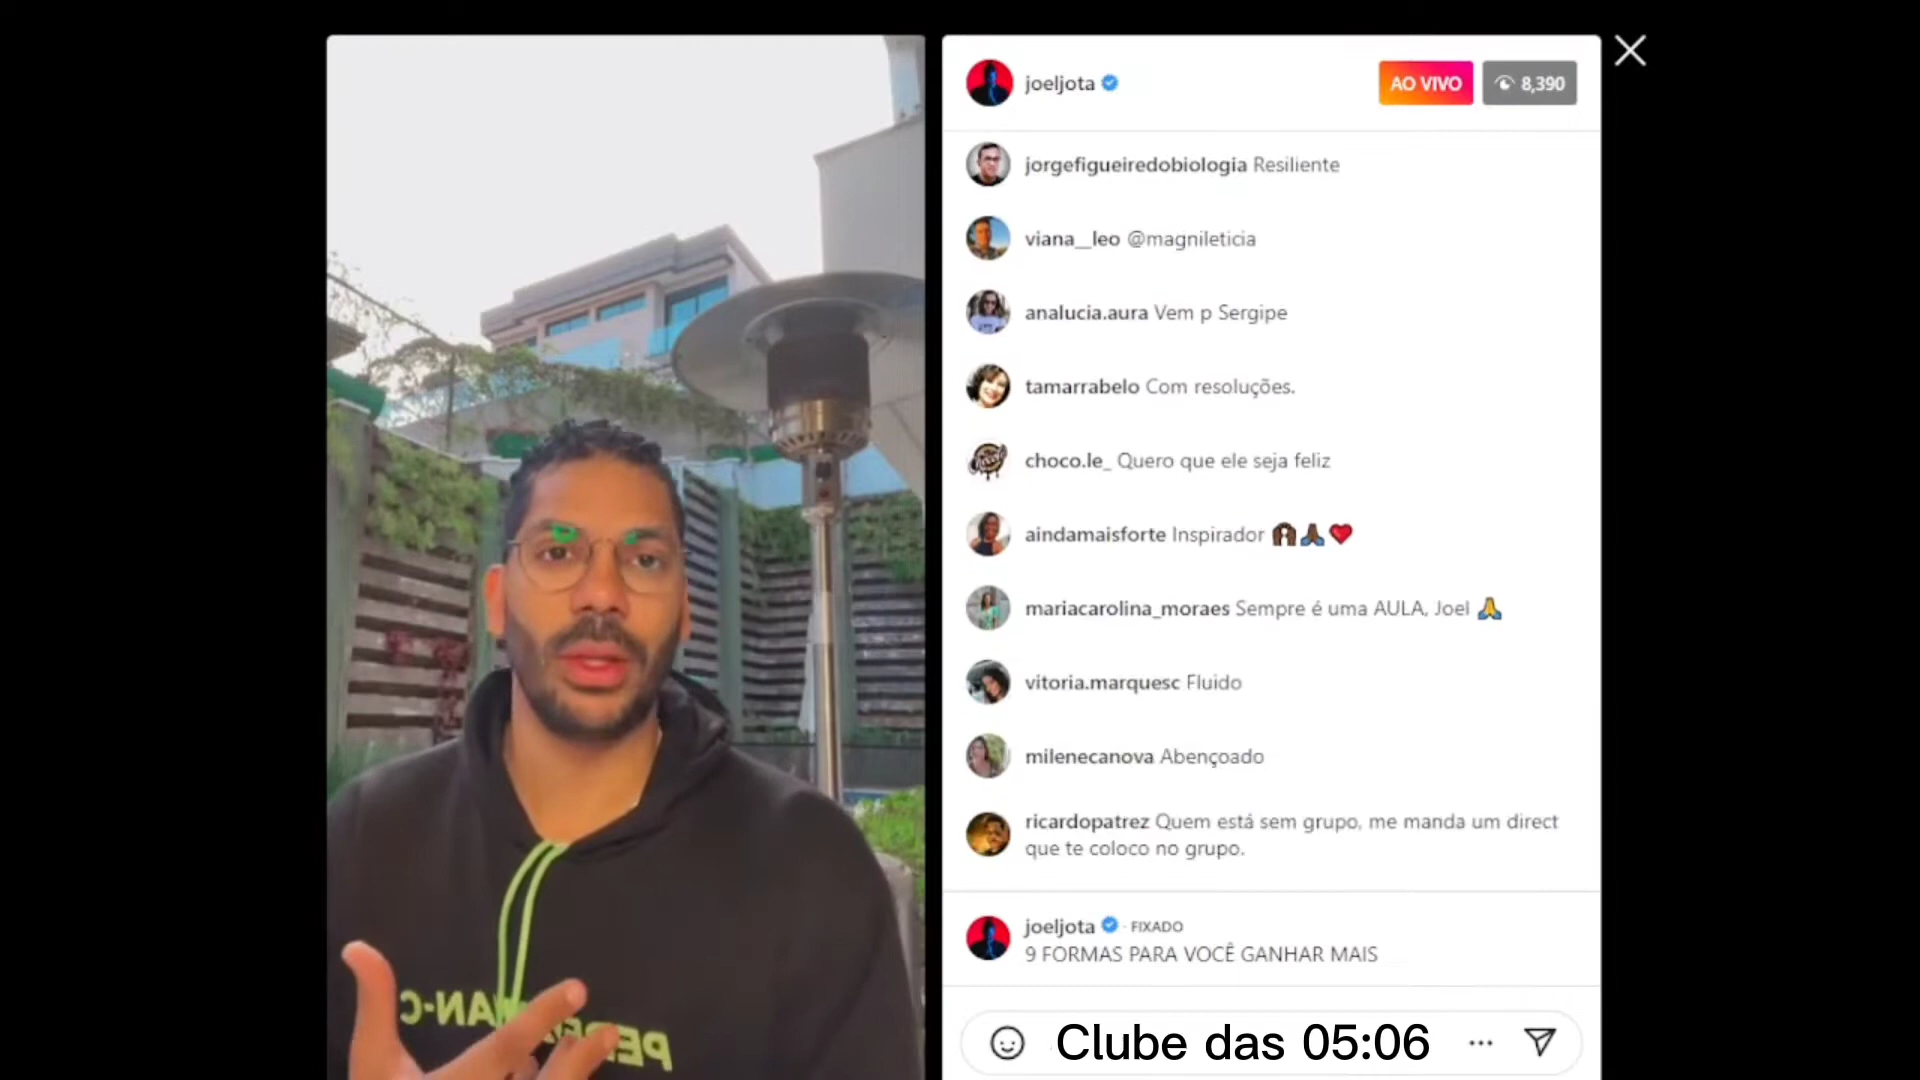 joeljota
AO VIVO
8,390
jorgefigueiredobiologia Resiliente
viana__leo @magnileticia
analucia.aura Vem p Sergipe
tamarrabelo Com resoluções.
choco.le_ Quero que ele seja feliz
aindamaisforte Inspirador
mariacarolina_moraes Sempre é uma AULA, Joel
vitoria.marquesc Fluido
milenecanova Abençoado
ricardopatrez Quem está sem grupo, me manda um direct
que te coloco no grupo.
joeljota · FIXADO
9 FORMAS PARA VOCÊ GANHAR MAIS
Clube das 05:06